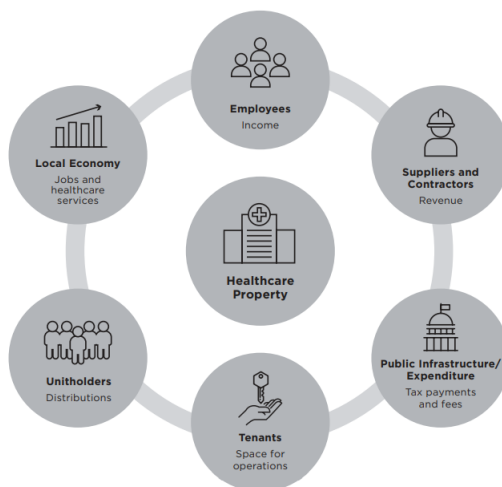 Employees
Income
Local Economy
Jobs and
healthcare
services
Suppliers and
Contractors
Revenue
Healthcare
Property
Unitholders
Distributions
Public Infrastructure/
Expenditure
Tax payments
and fees
Tenants
Space for
operations